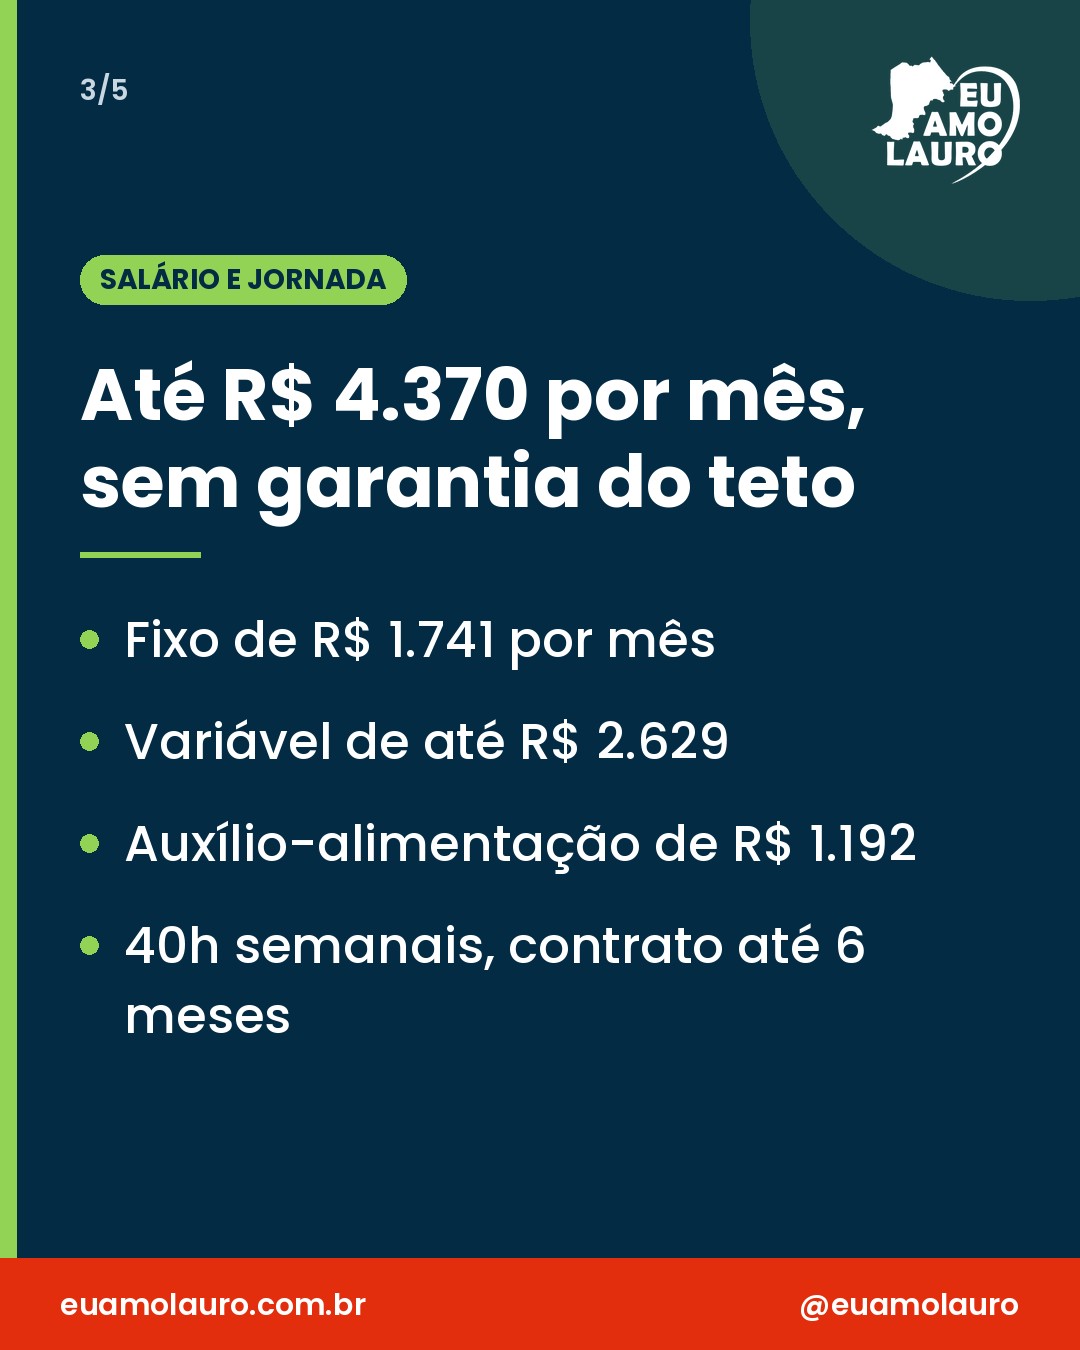 3/5
EU
AMO
LAURO
SALÁRIO E JORNADA
Até R$ 4.370 por mês,
sem garantia do teto
Fixo de R$ 1.741 por mês
Variável de até R$ 2.629
Auxílio-alimentação de R$ 1.192
40h semanais, contrato até 6
meses
euamolauro.com.br
@euamolauro